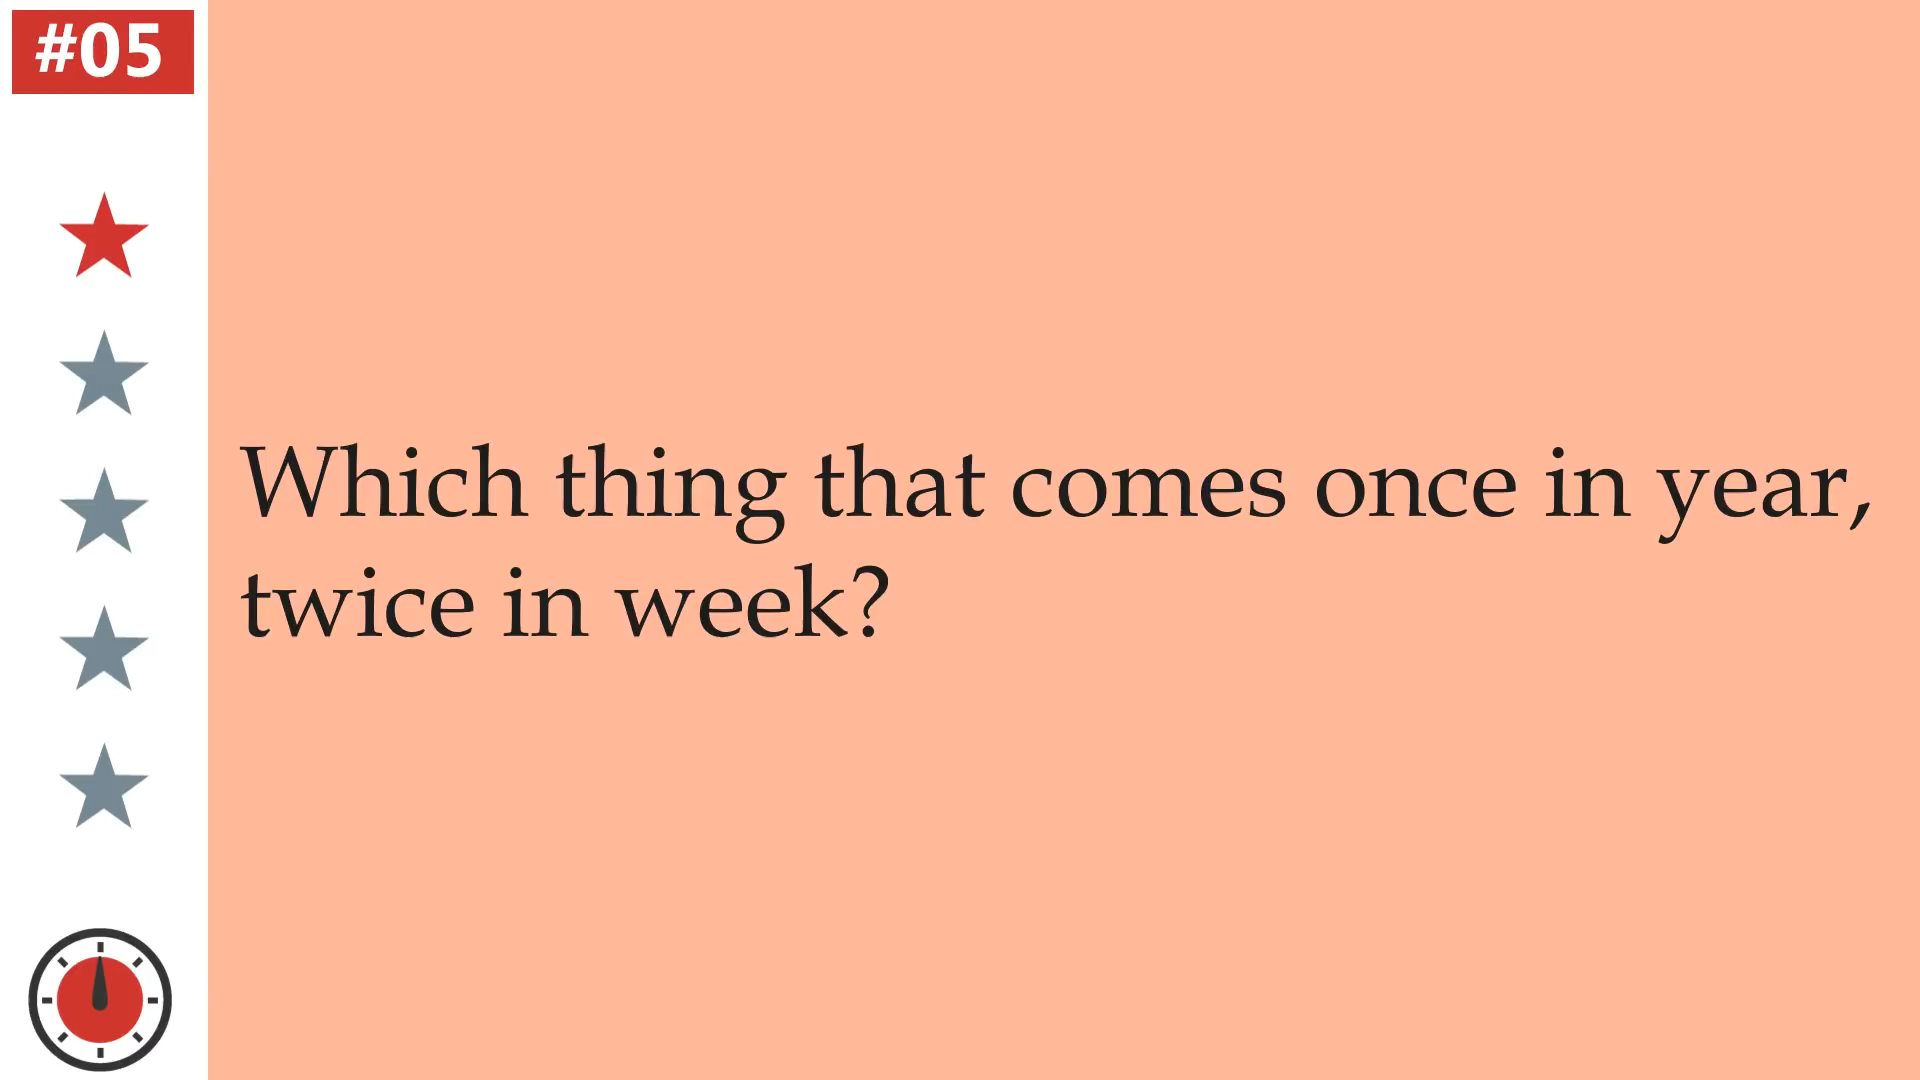 #05
Which thing that comes once in year,
twice in week?